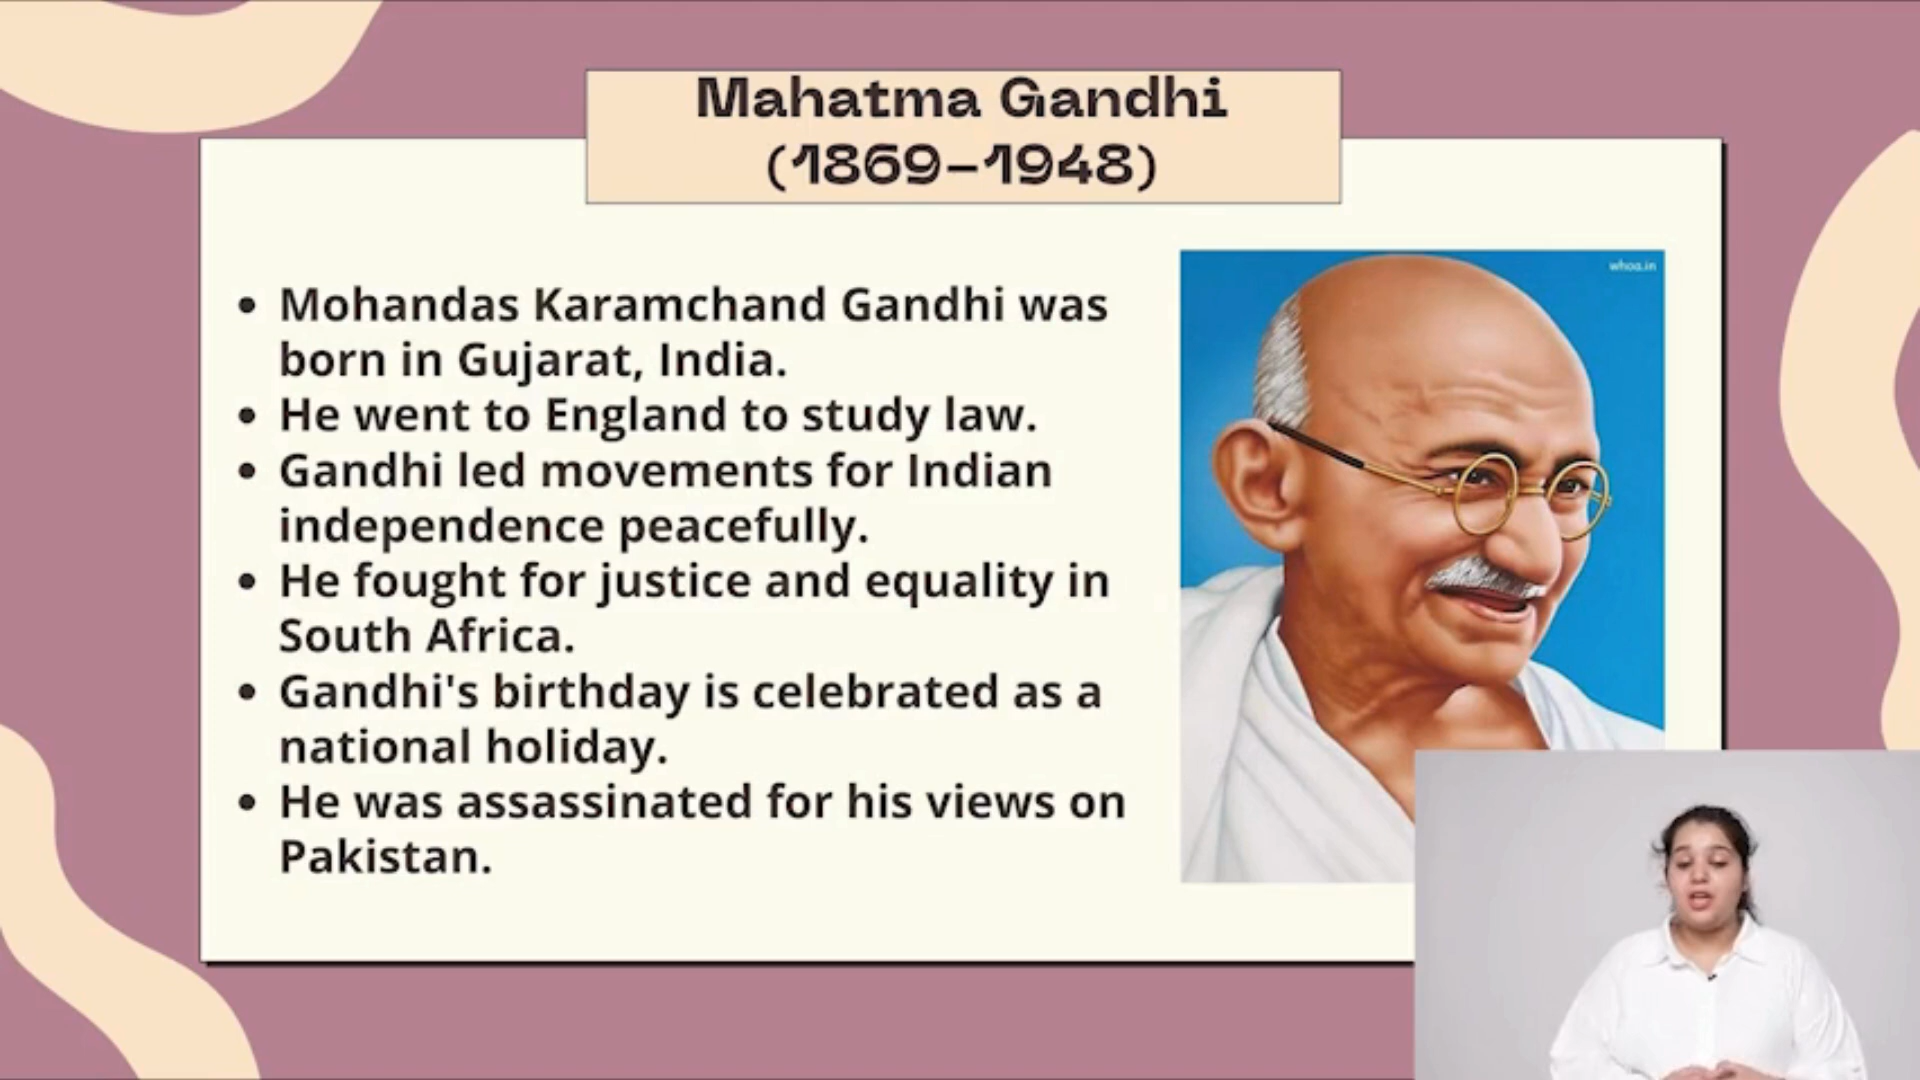 Mahatma Gandhi
(1869–1948)
whoa.in
• Mohandas Karamchand Gandhi was
born in Gujarat, India.
• He went to England to study law.
• Gandhi led movements for Indian
independence peacefully.
• He fought for justice and equality in
South Africa.
• Gandhi's birthday is celebrated as a
national holiday.
• He was assassinated for his views on
Pakistan.